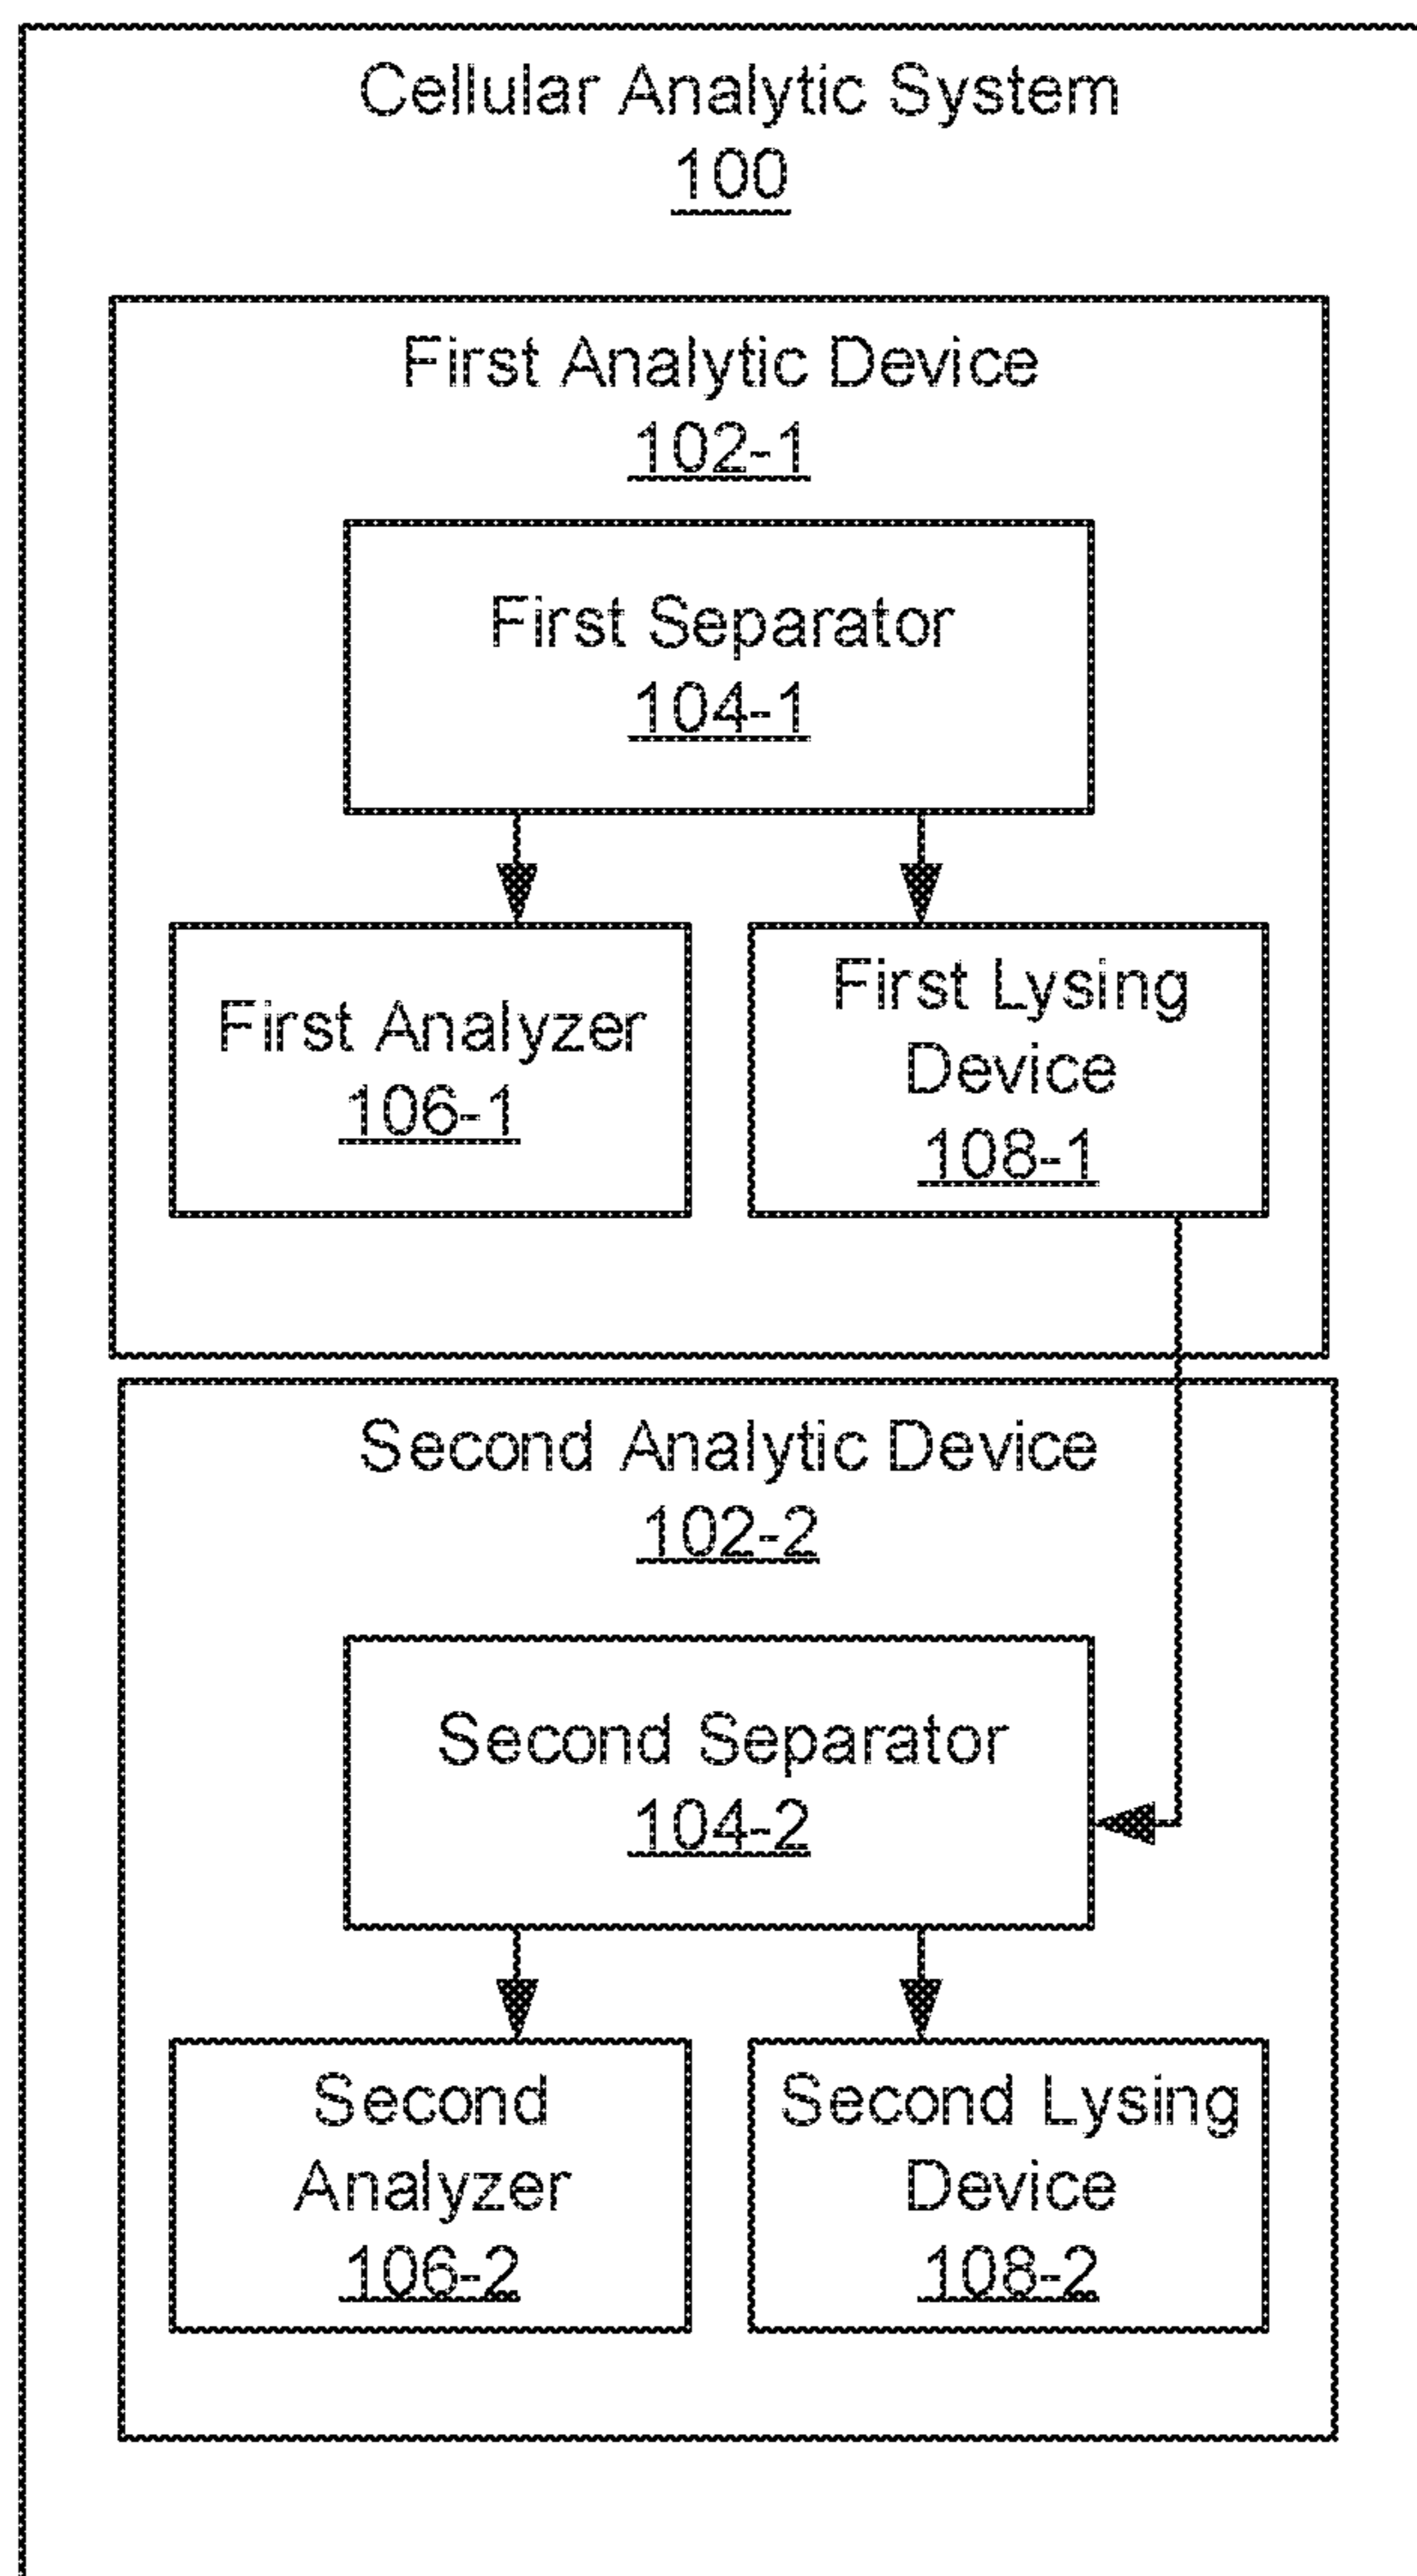 Cellular Analytic System
100
First Analytic Device
102-1
First Separator
104-1
First Analyzer
106-1
First Lysing
Device
108-1
Second Analytic Device
102-2
Second Separator
104-2
Second
Analyzer
106-2
Second Lysing
Device
108-2